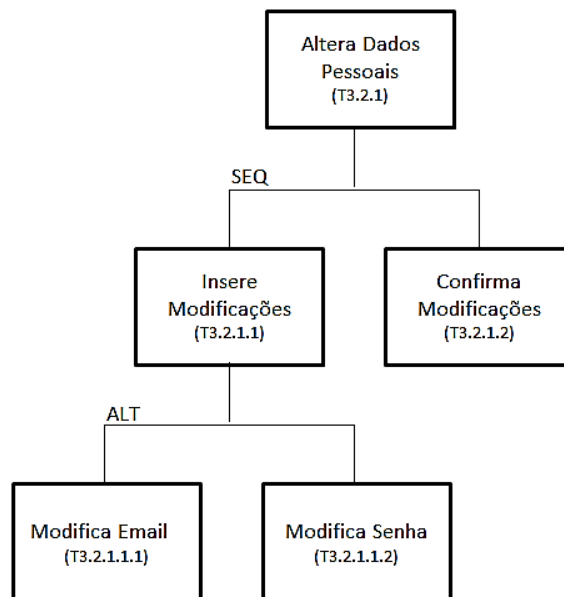 Altera Dados
Pessoais
(T3.2.1)
SEQ
Insere
Modificações
(T3.2.1.1)
Confirma
Modificações
(T3.2.1.2)
ALT
Modifica Email
(T3.2.1.1.1)
Modifica Senha
(T3.2.1.1.2)